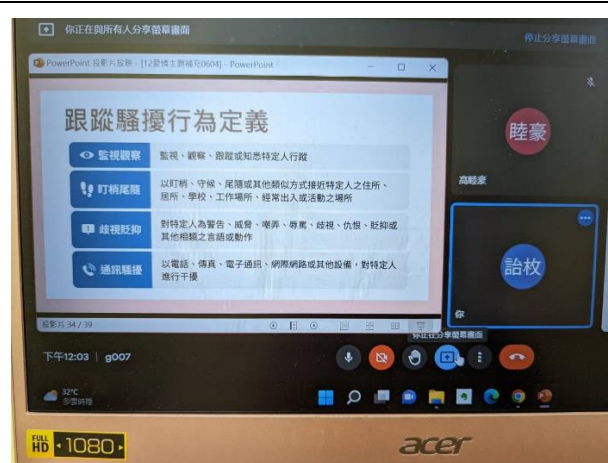 你正在與所有人分享螢幕畫面
停止分享螢幕畫面
PowerPoint 投影片放映 - [12愛情主題補充0604] - PowerPoint
跟蹤騷擾行為定義
監視觀察
監視、觀察、跟蹤或知悉特定人行蹤
盯梢尾隨
以盯梢、守候、尾隨或其他類似方式接近特定人之住所、
居所、學校、工作場所、經常出入或活動之場所
歧視貶抑
對特定人為警告、威脅、嘲弄、辱罵、歧視、仇恨、貶抑或
其他相類之言語或動作
通訊騷擾
以電話、傳真、電子通訊、網際網路或其他設備，對特定人
進行干擾
投影片 34 / 39
睦豪
高睦豪
詒枚
你
你正在分享螢幕畫面
下午12:03 | g007
32°C
多雲時陰
FULL HD 1080
acer